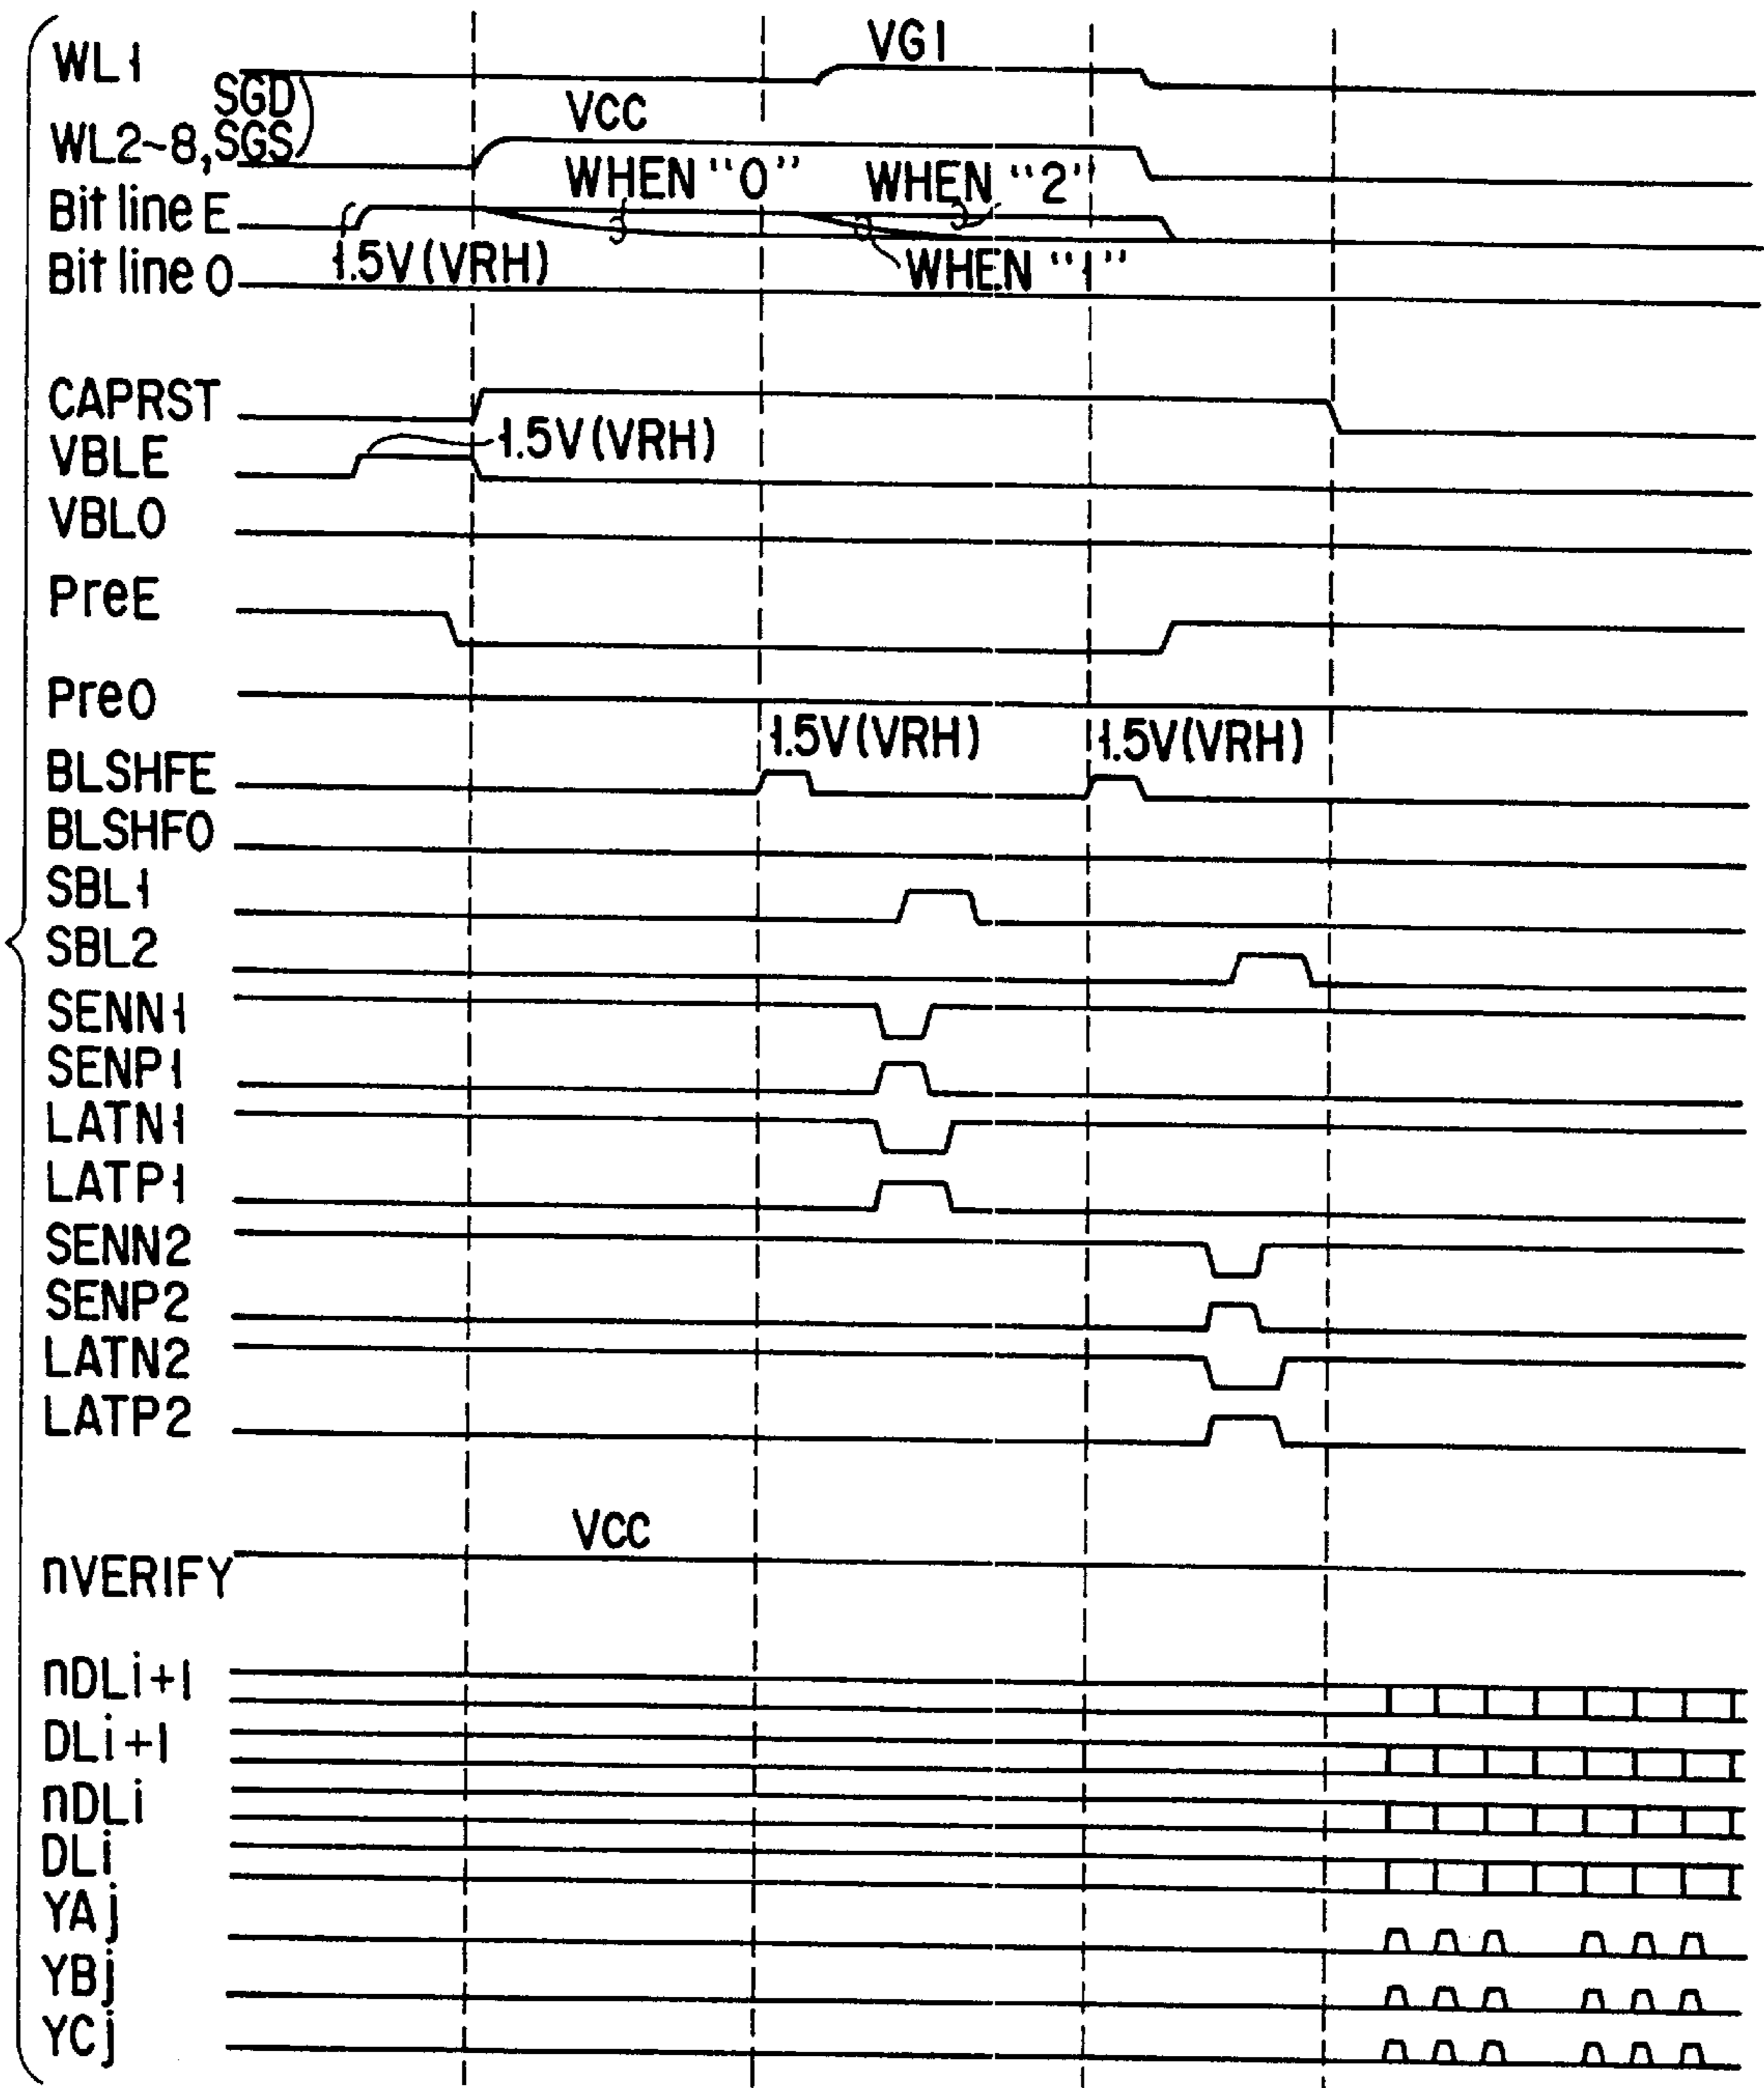 WL1
VG1
SGD
VCC
WL2~8,SGS
WHEN "0"
WHEN "2"
Bit line E
1.5V(VRH)
WHEN "1"
Bit line O
CAPRST
1.5V(VRH)
VBLE
VBLO
PreE
PreO
1.5V(VRH)
1.5V(VRH)
BLSHFE
BLSHFO
SBL1
SBL2
SENN1
SENP1
LATN1
LATP1
SENN2
SENP2
LATN2
LATP2
VCC
nVERIFY
nDLi+1
DLi+1
nDLi
DLi
YAj
YBj
YCj